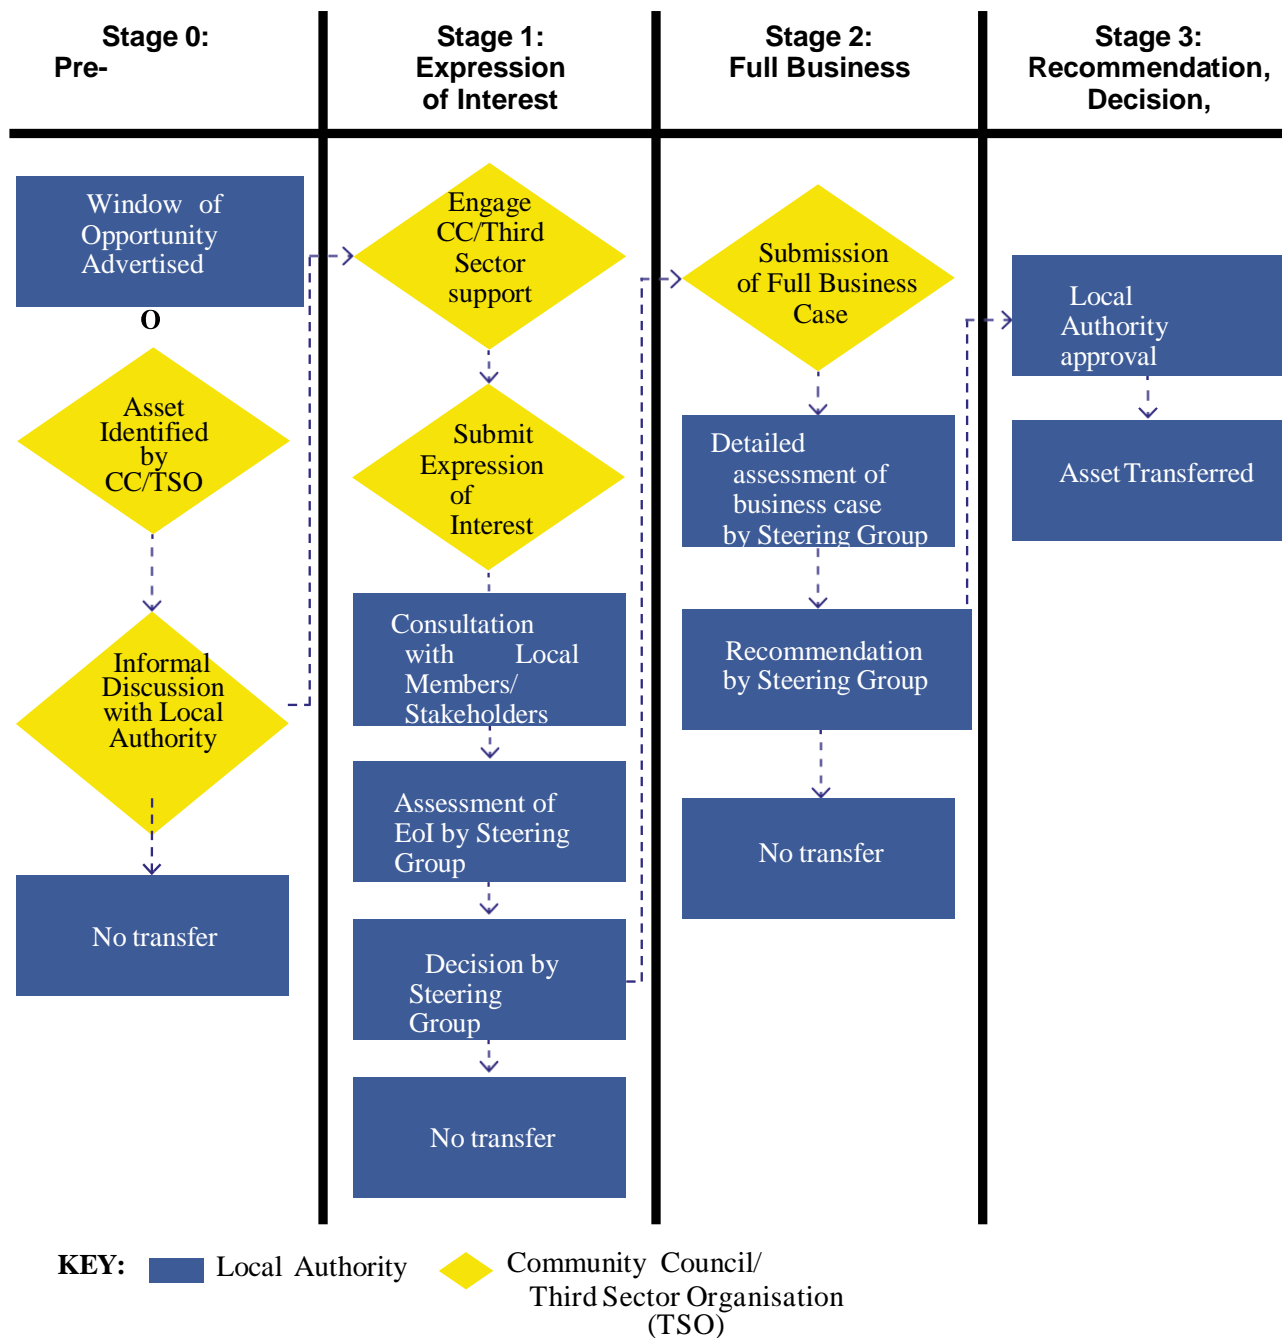 Stage 0:
Pre-
Stage 1:
Expression
of Interest
Stage 2:
Full Business
Stage 3:
Recommendation,
Decision,
Window of
Opportunity
Advertised
O
Asset
Identified
by
CC/TSO
Informal
Discussion
with Local
Authority
No transfer
Engage
CC/Third
Sector
support
Submit
Expression
of
Interest
Consultation
with Local
Members/
Stakeholders
Assessment of
EoI by Steering
Group
Decision by
Steering
Group
No transfer
Submission
of Full Business
Case
Detailed
assessment of
business case
by Steering Group
Recommendation
by Steering Group
No transfer
Local
Authority
approval
Asset Transferred
KEY:
Local Authority
Community Council/
Third Sector Organisation
(TSO)